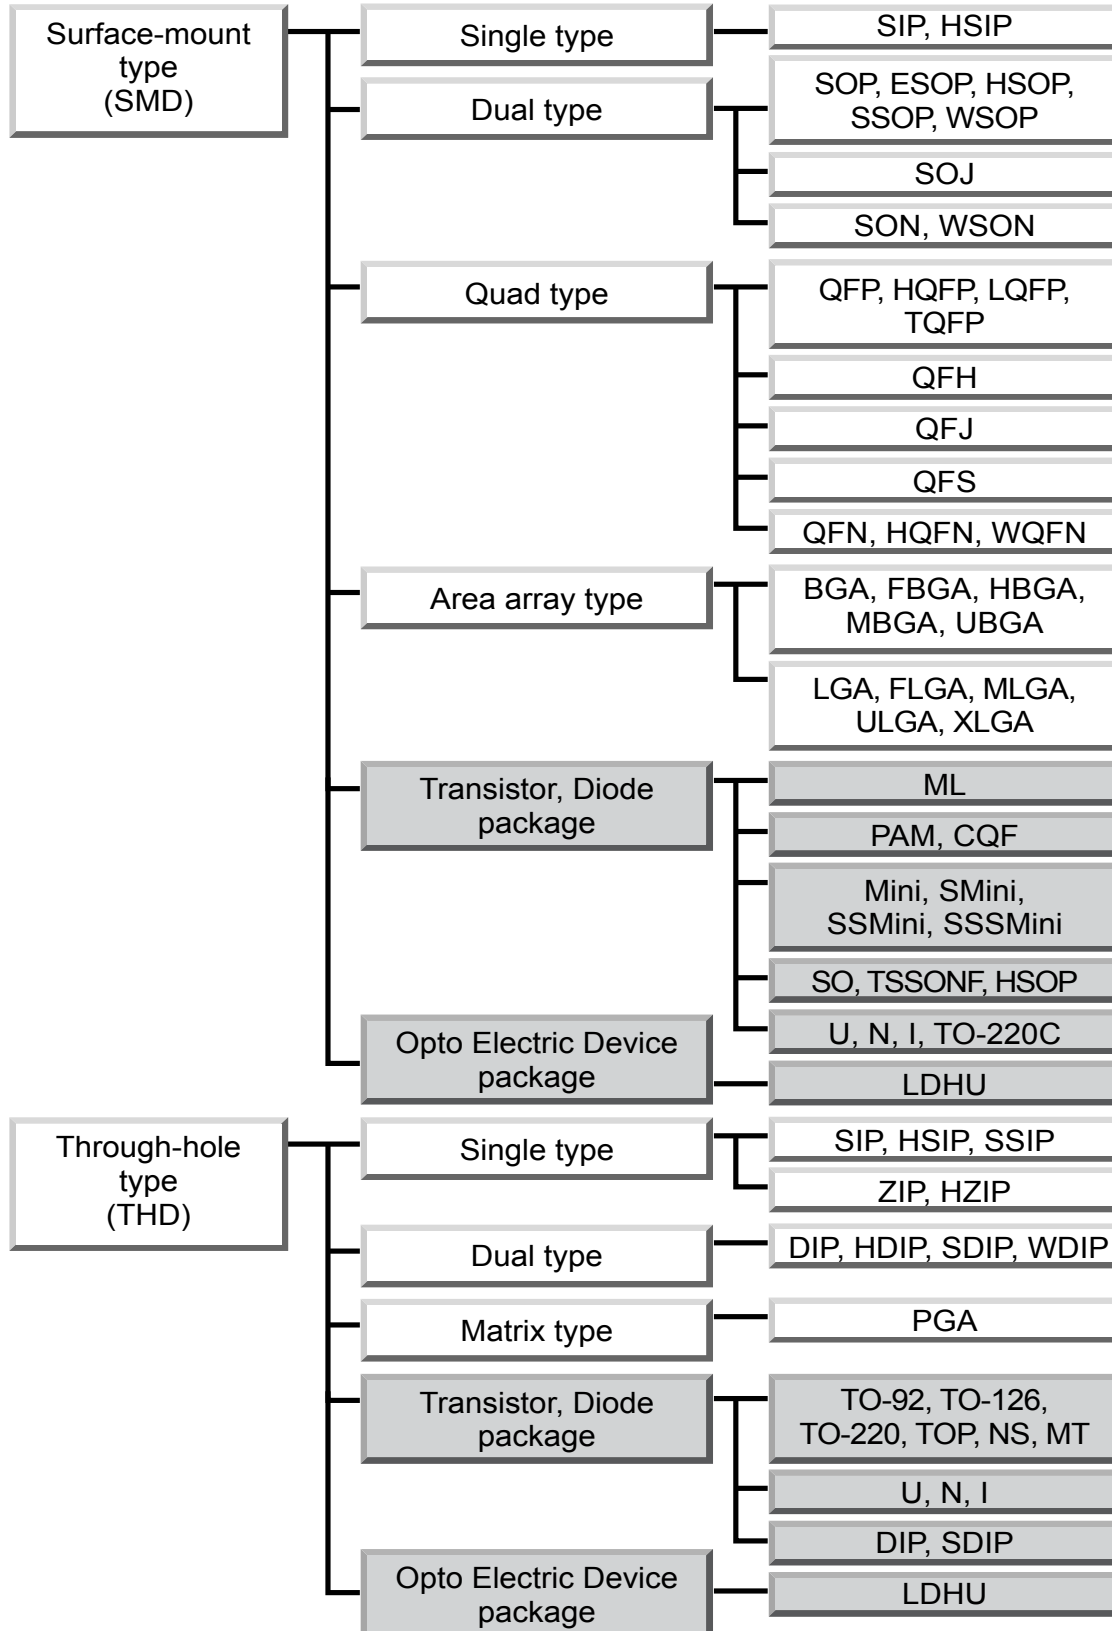 Surface-mount
type
(SMD)
Single type
SIP, HSIP
Dual type
SOP, ESOP, HSOP,
SSOP, WSOP
SOJ
SON, WSON
Quad type
QFP, HQFP, LQFP,
TQFP
QFH
QFJ
QFS
QFN, HQFN, WQFN
Area array type
BGA, FBGA, HBGA,
MBGA, UBGA
LGA, FLGA, MLGA,
ULGA, XLGA
Transistor, Diode
package
ML
PAM, CQF
Mini, SMini,
SSMini, SSSMini
SO, TSSONF, HSOP
U, N, I, TO-220C
Opto Electric Device
package
LDHU
Through-hole
type
(THD)
Single type
SIP, HSIP, SSIP
ZIP, HZIP
Dual type
DIP, HDIP, SDIP, WDIP
Matrix type
PGA
Transistor, Diode
package
TO-92, TO-126,
TO-220, TOP, NS, MT
U, N, I
DIP, SDIP
Opto Electric Device
package
LDHU